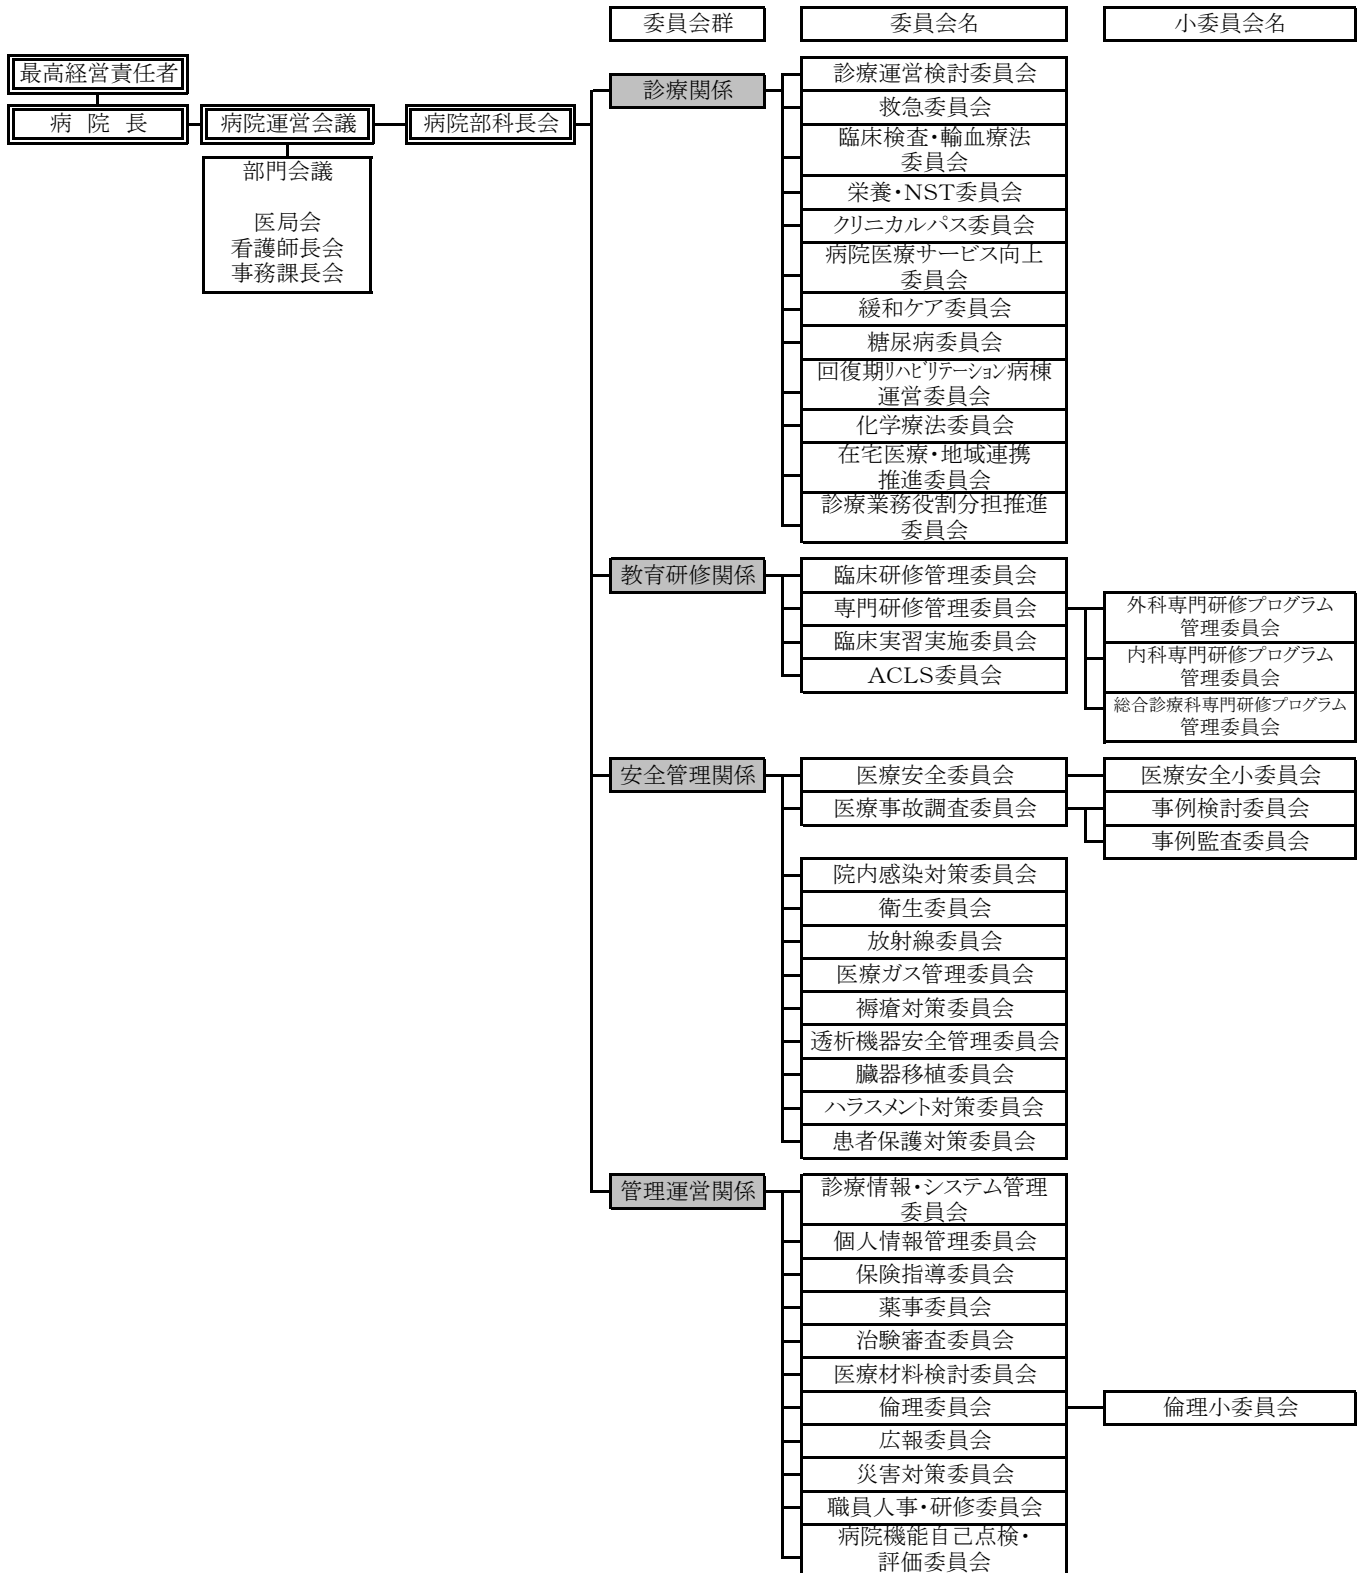 委員会群
委員会名
小委員会名
最高経営責任者
病 院 長
病院運営会議
病院部科長会
部門会議
医局会
看護師長会
事務課長会
診療関係
診療運営検討委員会
救急委員会
臨床検査・輸血療法
委員会
栄養・NST委員会
クリニカルパス委員会
病院医療サービス向上
委員会
緩和ケア委員会
糖尿病委員会
回復期ﾘﾊﾋﾞﾘﾃｰｼｮﾝ病棟
運営委員会
化学療法委員会
在宅医療・地域連携
推進委員会
診療業務役割分担推進
委員会
教育研修関係
臨床研修管理委員会
専門研修管理委員会
外科専門研修プログラム
管理委員会
内科専門研修プログラム
管理委員会
総合診療科専門研修プログラム
管理委員会
臨床実習実施委員会
ACLS委員会
安全管理関係
医療安全委員会
医療安全小委員会
医療事故調査委員会
事例検討委員会
事例監査委員会
院内感染対策委員会
衛生委員会
放射線委員会
医療ガス管理委員会
褥瘡対策委員会
透析機器安全管理委員会
臓器移植委員会
ハラスメント対策委員会
患者保護対策委員会
管理運営関係
診療情報・システム管理
委員会
個人情報管理委員会
保険指導委員会
薬事委員会
治験審査委員会
医療材料検討委員会
倫理委員会
倫理小委員会
広報委員会
災害対策委員会
職員人事・研修委員会
病院機能自己点検・
評価委員会